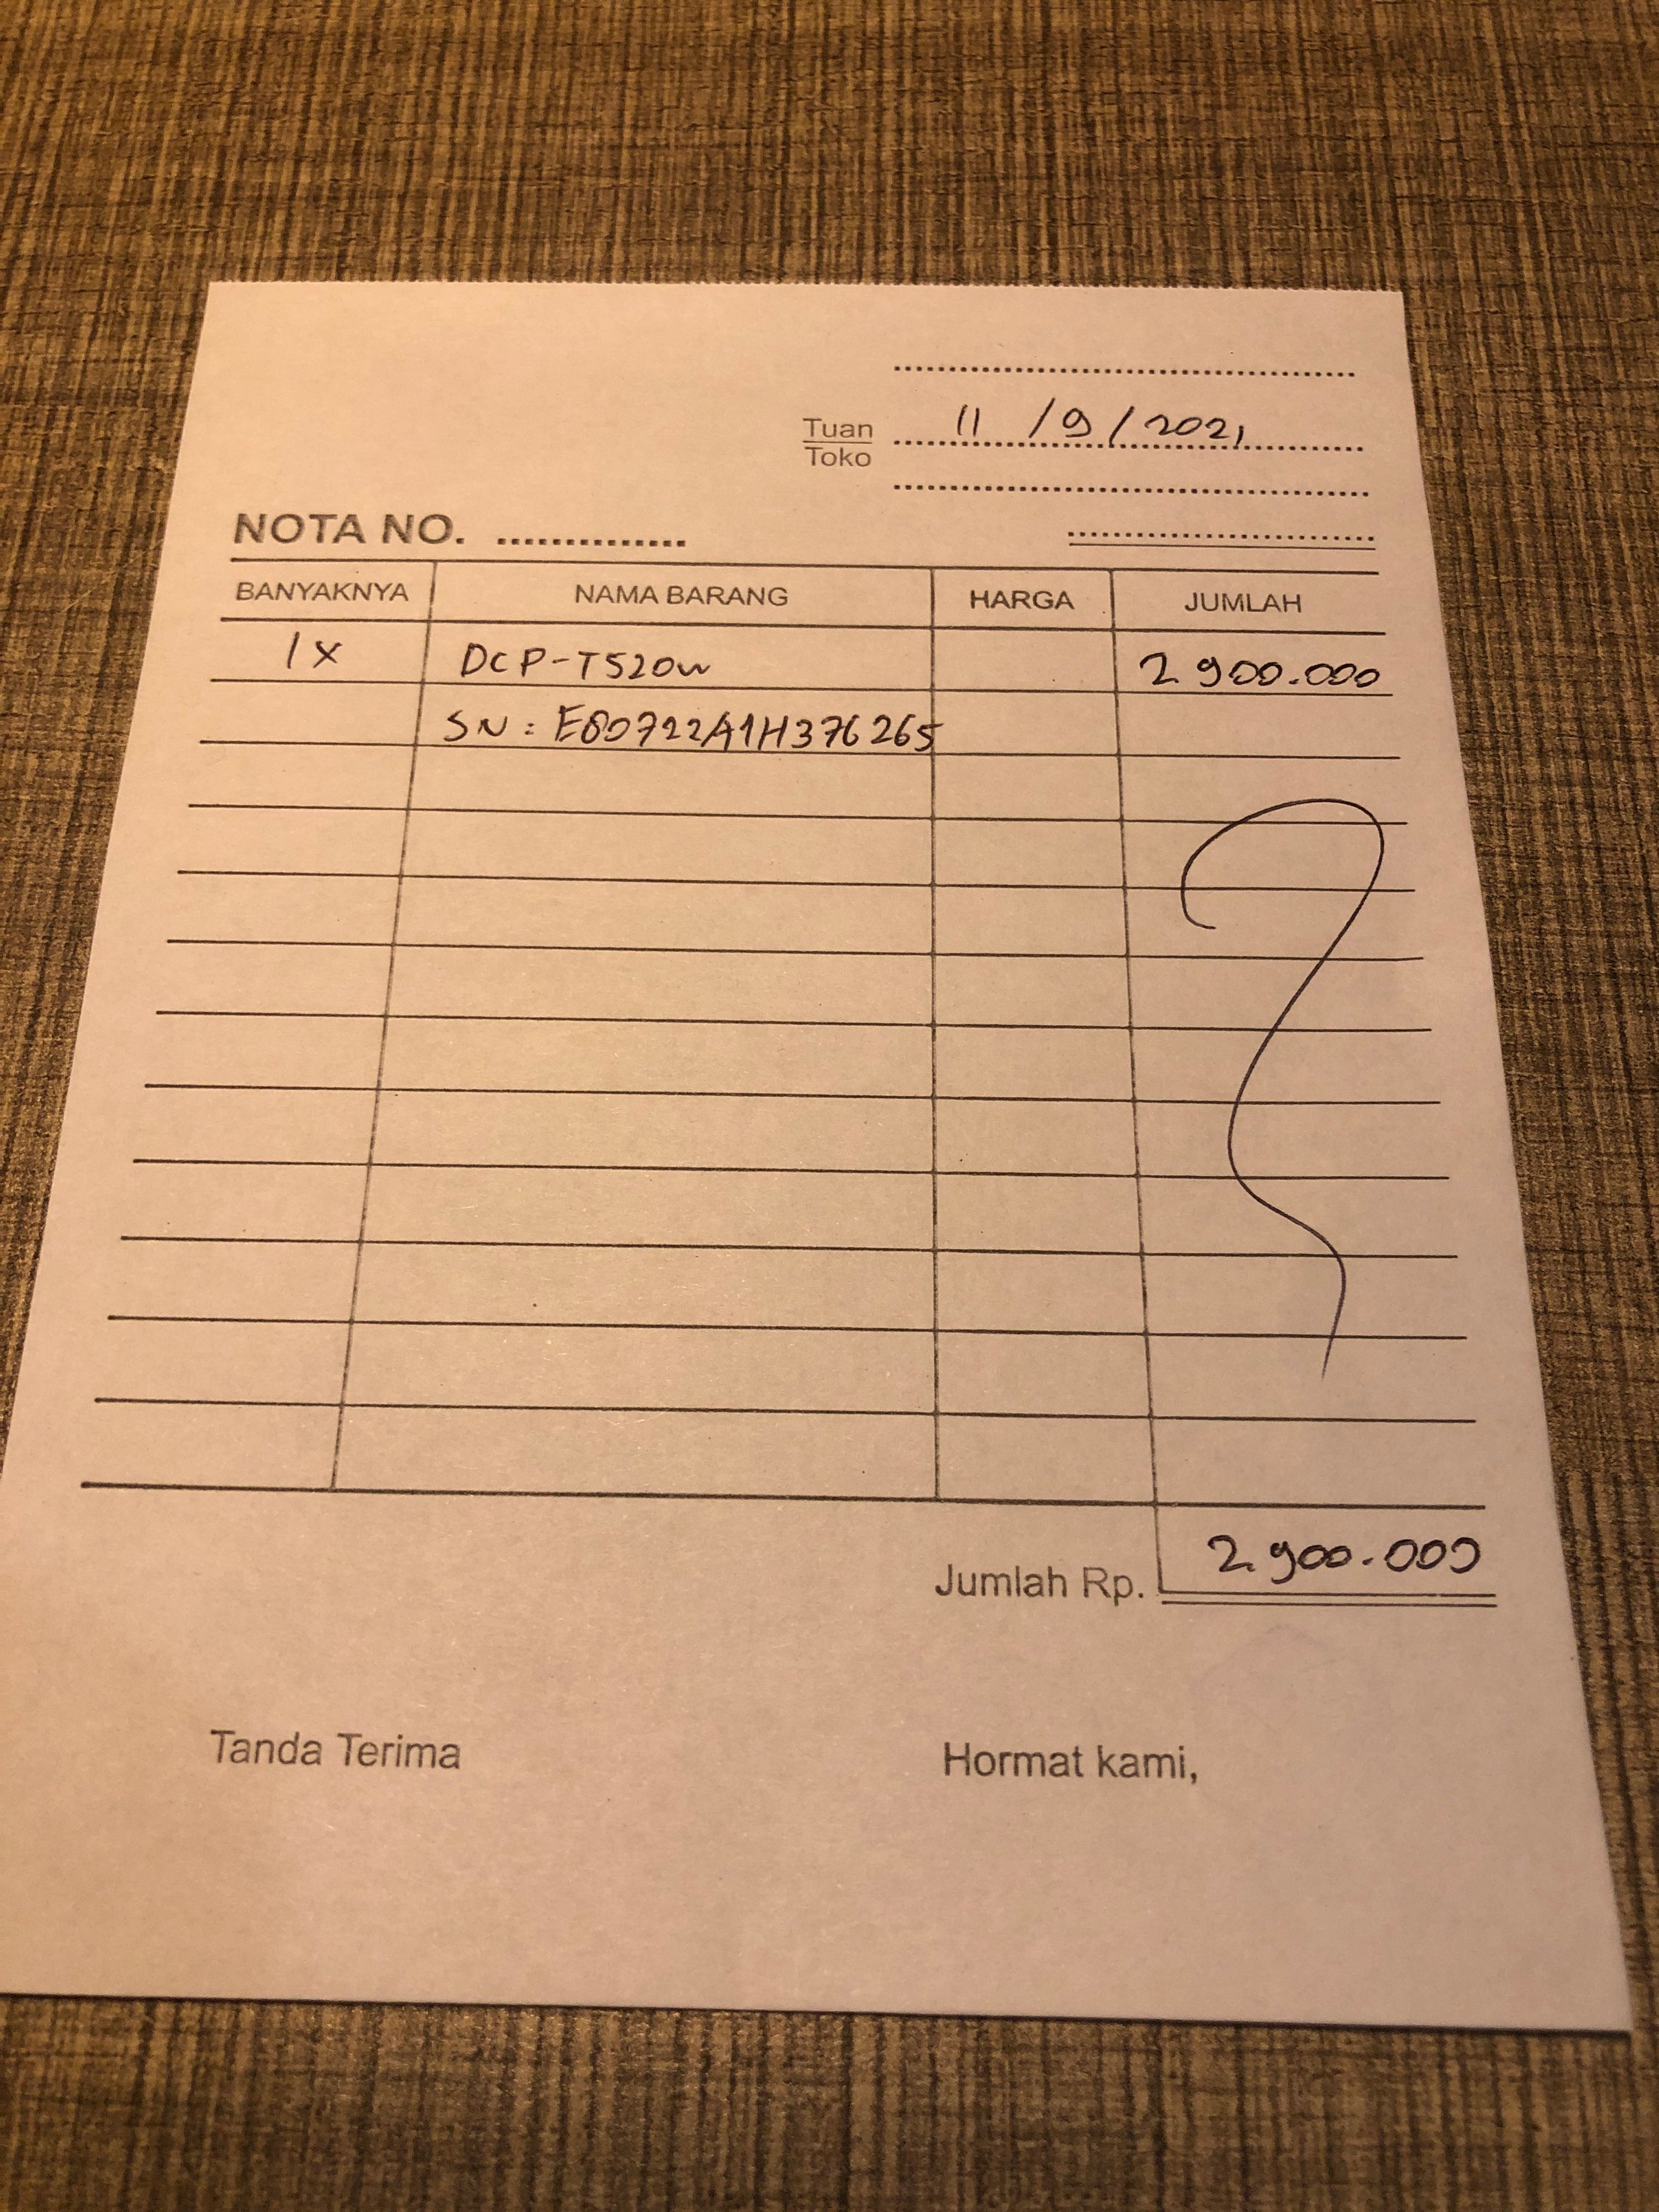 Tuan
Toko
11 / 9 / 2021
NOTA NO. ..............
BANYAKNYA NAMA BARANG HARGA JUMLAH
1x DCP-T520w 2 900.000
SN : E80722A1H376265
Jumlah Rp. 2.900.000
Tanda Terima Hormat kami,